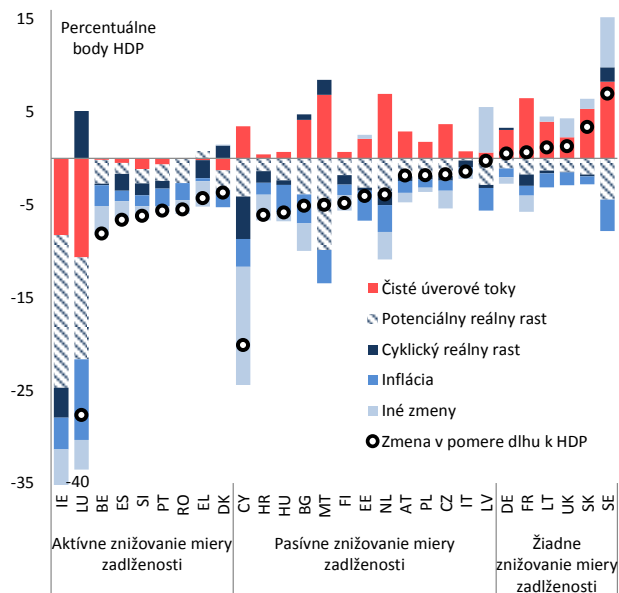 15
Percentuálne
body HDP
5
-5
-15
-25
-35
-40
Čisté úverové toky
Potenciálny reálny rast
Cyklický reálny rast
Inflácia
Iné zmeny
Zmena v pomere dlhu k HDP
IE LU BE ES SI PT RO EL DK CY HR HU BG MT FI EE NL AT PL CZ IT LV DE FR LT UK SK SE
Aktívne znižovanie miery
zadlženosti
Pasívne znižovanie miery
zadlženosti
Žiadne
znižovanie miery
zadlženosti